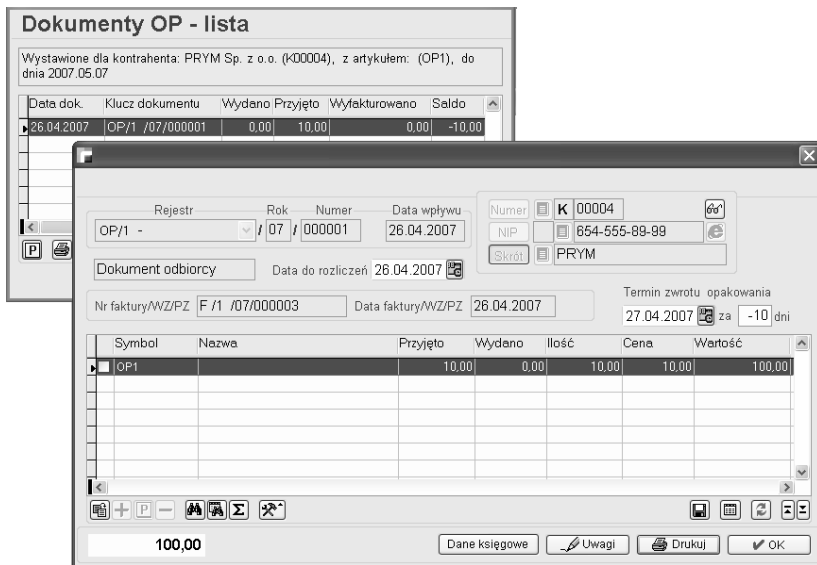 Dokumenty OP - lista
Wystawione dla kontrahenta: PRYM Sp. z o.o. (K00004), z artykułem: (OP1), do
dnia 2007.05.07
Data dok. Klucz dokumentu Wydano Przyjęto Wyfakturowano Saldo
26.04.2007 OP/1 /07/000001 0,00 10,00 0,00 -10,00
Rejestr Rok Numer Data wpływu
OP/1 - / 07 / 000001 26.04.2007
Numer K 00004
NIP 654-555-89-99
Skrót PRYM
P
Dokument odbiorcy Data do rozliczeń 26.04.2007
Nr faktury/WZ/PZ F /1 /07/000003 Data faktury/WZ/PZ 26.04.2007
Termin zwrotu opakowania
27.04.2007 za -10 dni
Symbol Nazwa Przyjęto Wydano Ilość Cena Wartość
OP1 10,00 0,00 10,00 10,00 100,00
P Σ
100,00 Dane księgowe Uwagi Drukuj OK